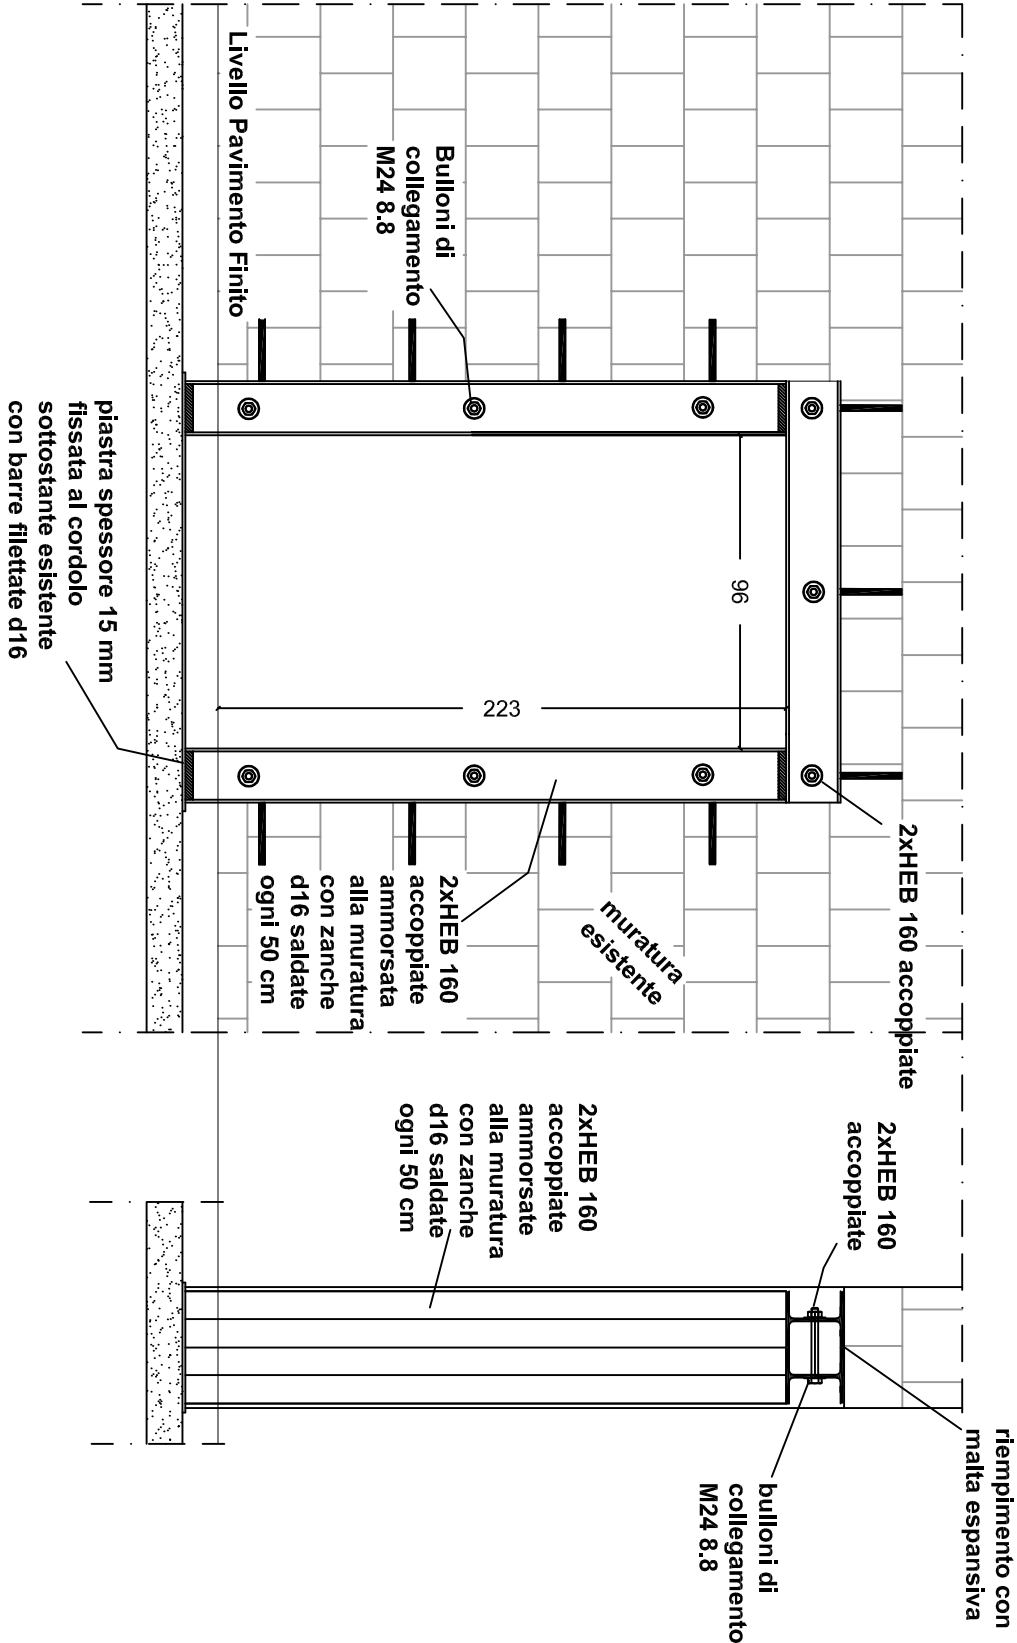 Livello Pavimento Finito
Bulloni di
collegamento
M24 8.8
piastra spessore 15 mm
fissata al cordolo
sottostante esistente
con barre filettate d16
96
223
2xHEB 160 accoppiate
muratura
esistente
2xHEB 160
accoppiate
ammorsata
alla muratura
con zanche
d16 saldate
ogni 50 cm
2xHEB 160
accoppiate
2xHEB 160
accoppiate
ammorsate
alla muratura
con zanche
d16 saldate
ogni 50 cm
riempimento con
malta espansiva
bulloni di
collegamento
M24 8.8